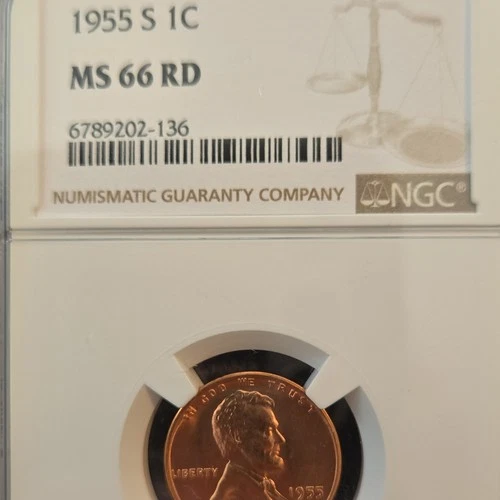 1955 S 1C
MS 66 RD
6789202-136
NUMISMATIC GUARANTY COMPANY
NGC®
IN GOD WE TRUST
LIBERTY
1955